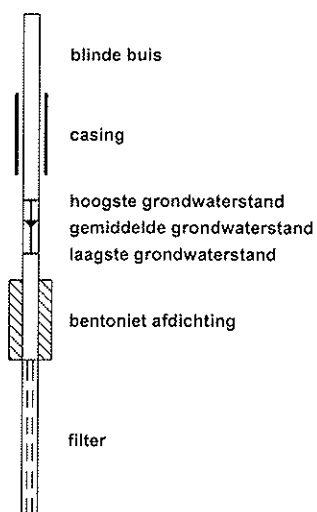 blinde buis
casing
hoogste grondwaterstand
gemiddelde grondwaterstand
laagste grondwaterstand
bentoniet afdichting
filter